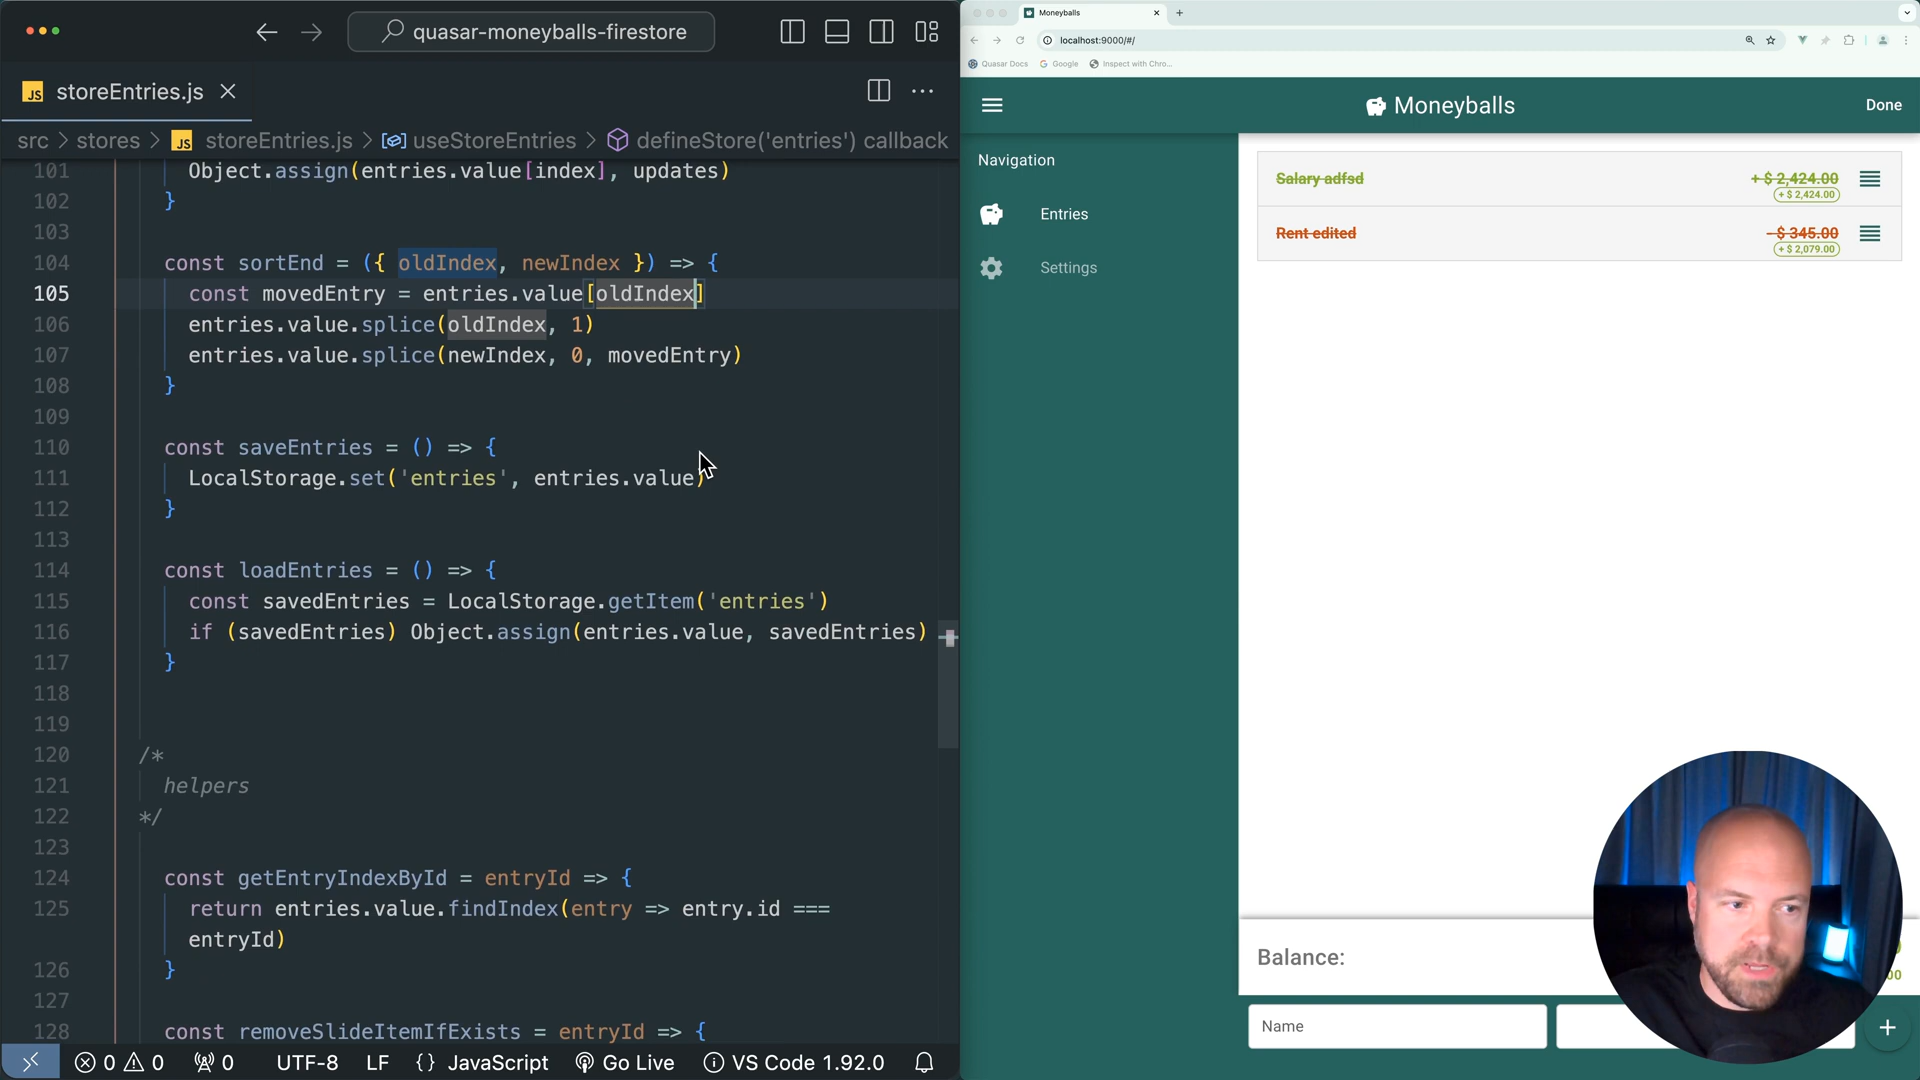 quasar-moneyballs-firestore
JS storeEntries.js
src > stores > JS storeEntries.js > useStoreEntries > defineStore('entries') callback
101 Object.assign(entries.value[index], updates)
102 }
103
104 const sortEnd = ({ oldIndex, newIndex }) => {
105 const movedEntry = entries.value[oldIndex]
106 entries.value.splice(oldIndex, 1)
107 entries.value.splice(newIndex, 0, movedEntry)
108 }
109
110 const saveEntries = () => {
111 LocalStorage.set('entries', entries.value)
112 }
113
114 const loadEntries = () => {
115 const savedEntries = LocalStorage.getItem('entries')
116 if (savedEntries) Object.assign(entries.value, savedEntries)
117 }
118
119
120 /*
121 helpers
122 */
123
124 const getEntryIndexById = entryId => {
125 return entries.value.findIndex(entry => entry.id ===
entryId)
126 }
127
128 const removeSlideItemIfExists = entryId => {
0 0 0 UTF-8 LF {} JavaScript Go Live VS Code 1.92.0
Moneyballs
localhost:9000/#/
Quasar Docs Google Inspect with Chro...
Moneyballs Done
Navigation
Entries
Settings
Salary adfsd + $ 2,424.00
+ $ 2,424.00
Rent edited - $ 345.00
+ $ 2,079.00
Balance:
Name